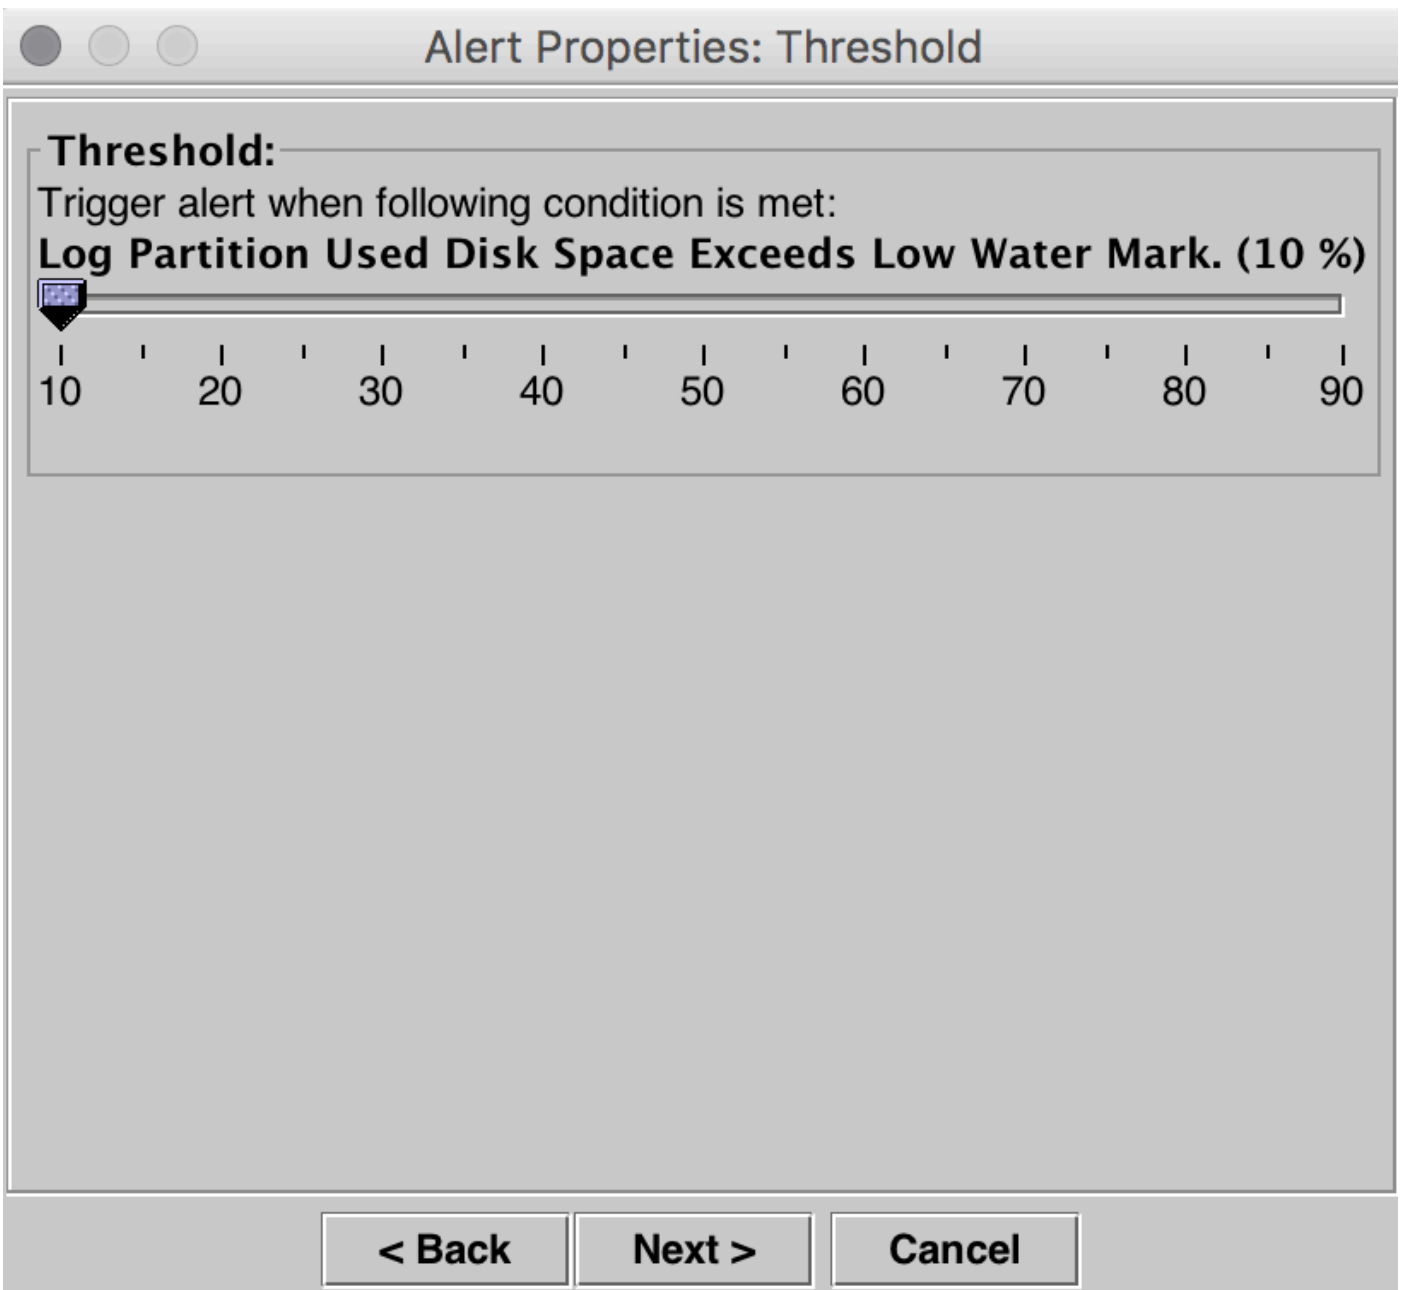 Alert Properties: Threshold
Threshold:
Trigger alert when following condition is met:
Log Partition Used Disk Space Exceeds Low Water Mark. (10 %)
10 20 30 40 50 60 70 80 90
< Back Next > Cancel